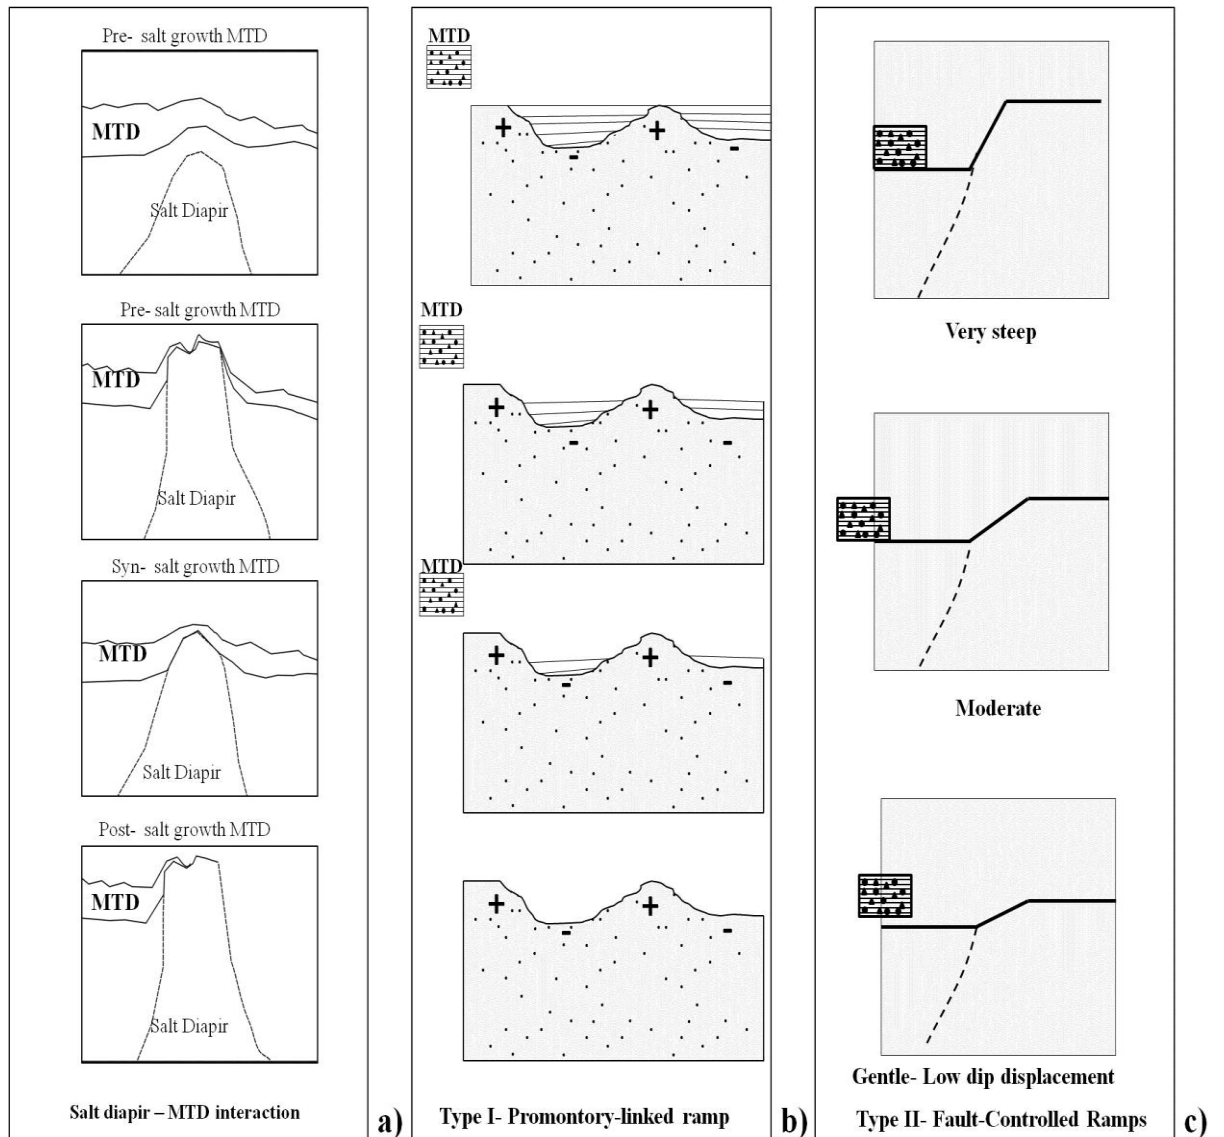 Pre- salt growth MTD
MTD
Salt Diapir
Pre- salt growth MTD
MTD
Salt Diapir
Syn- salt growth MTD
MTD
Salt Diapir
Post- salt growth MTD
MTD
Salt Diapir
Salt diapir – MTD interaction
a)
MTD
+
+
-
-
MTD
+
+
-
-
MTD
+
+
-
-
+
+
-
-
Type I- Promontory-linked ramp
b)
Very steep
Moderate
Gentle- Low dip displacement
Type II- Fault-Controlled Ramps
c)